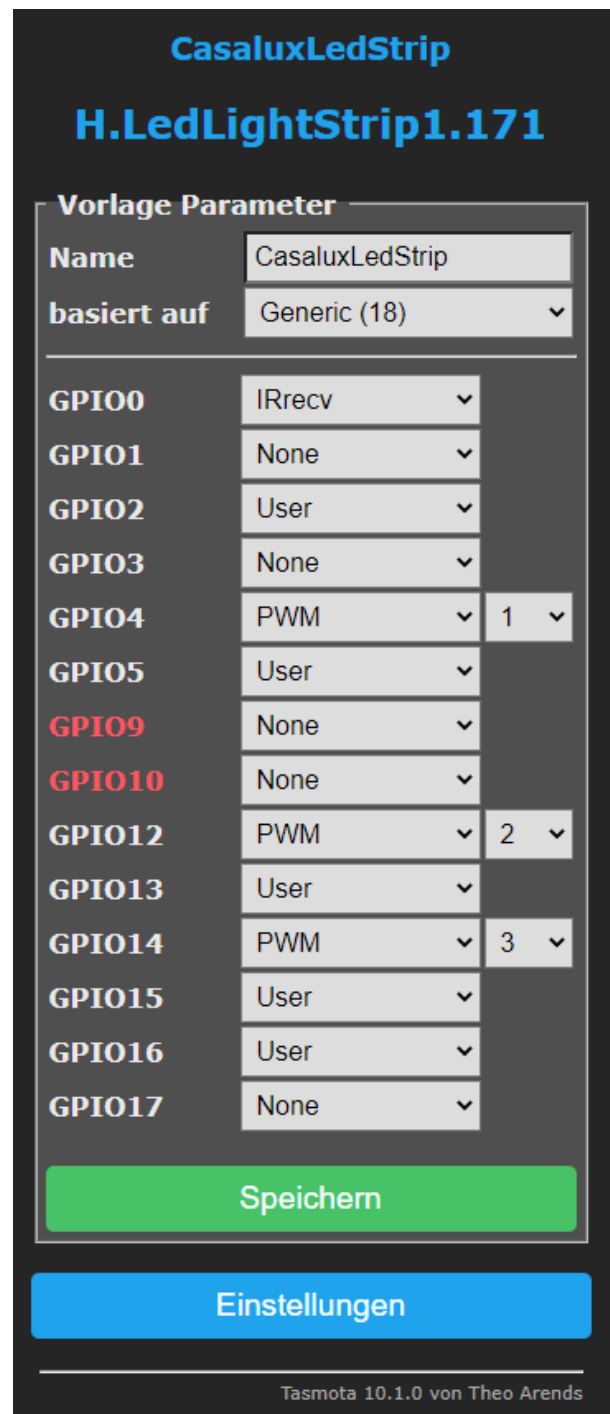 CasaluxLedStrip
H.LedLightStrip1.171
Vorlage Parameter
Name CasaluxLedStrip
basiert auf Generic (18)
GPIO0 IRrecv
GPIO1 None
GPIO2 User
GPIO3 None
GPIO4 PWM 1
GPIO5 User
GPIO9 None
GPIO10 None
GPIO12 PWM 2
GPIO13 User
GPIO14 PWM 3
GPIO15 User
GPIO16 User
GPIO17 None
Speichern
Einstellungen
Tasmota 10.1.0 von Theo Arends